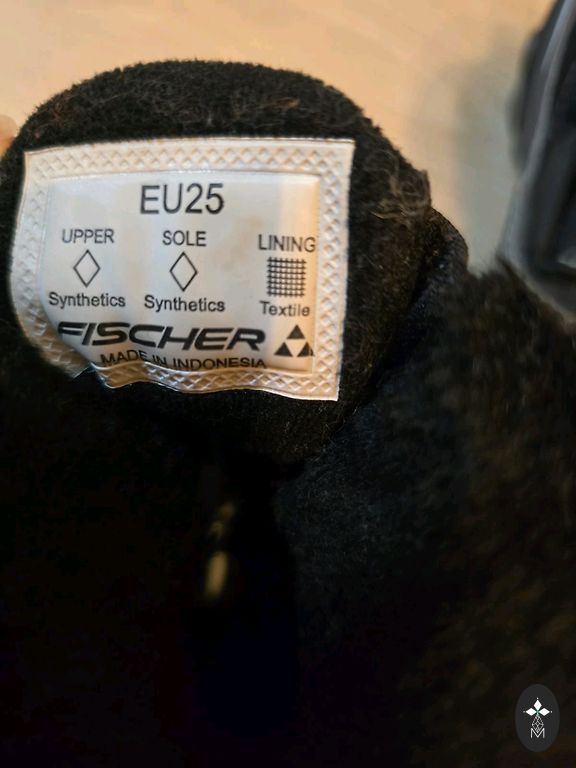 EU25
UPPER SOLE LINING
Synthetics Synthetics Textile
FISCHER
MADE IN INDONESIA
M